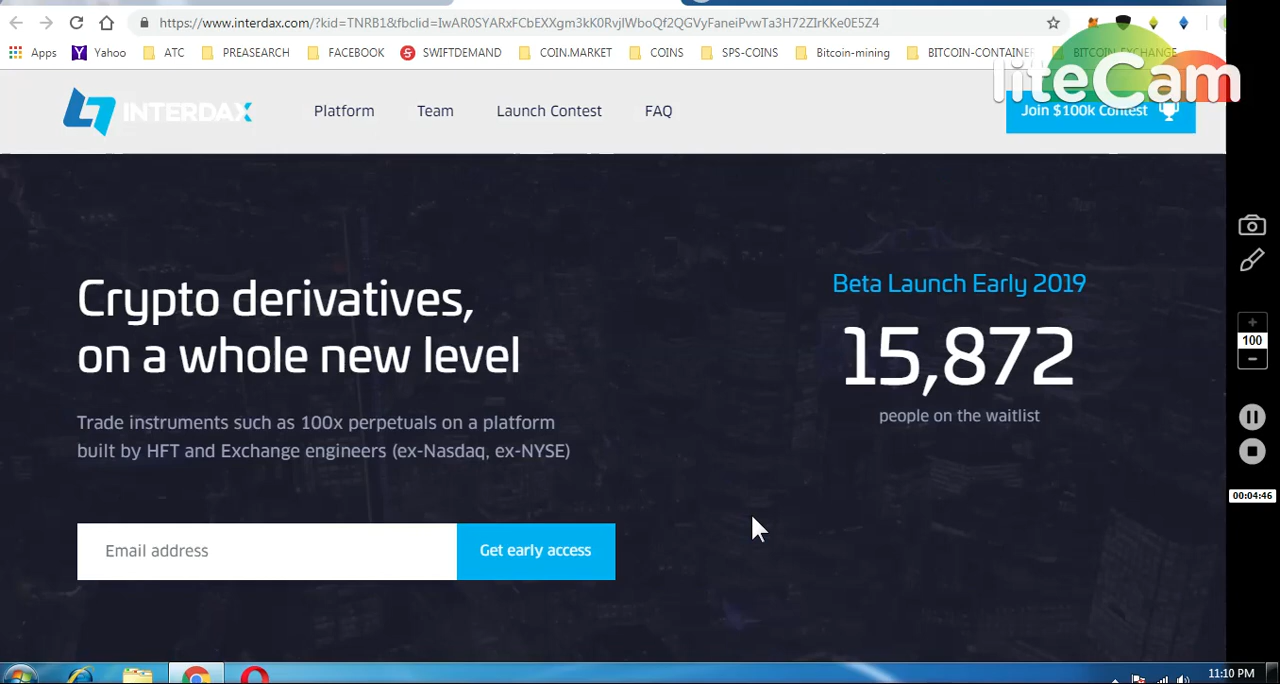 https://www.interdax.com/?kid=TNRB1&fbclid=IwAR0SYARxFCbEXXgm3kK0RvjlWboQf2QGVyFaneiPvwTa3H72ZIrKKe0E5Z4
Apps Yahoo ATC PREASEARCH FACEBOOK SWIFTDEMAND COIN.MARKET COINS SPS-COINS Bitcoin-mining BITCOIN-CONTAINER BITCOIN-EXCHANGE
liteCam
INTERDAX Platform Team Launch Contest FAQ Join $100k Contest
Crypto derivatives,
on a whole new level
Trade instruments such as 100x perpetuals on a platform
built by HFT and Exchange engineers (ex-Nasdaq, ex-NYSE)
Email address Get early access
Beta Launch Early 2019
15,872
people on the waitlist
100
00:04:46
11:10 PM